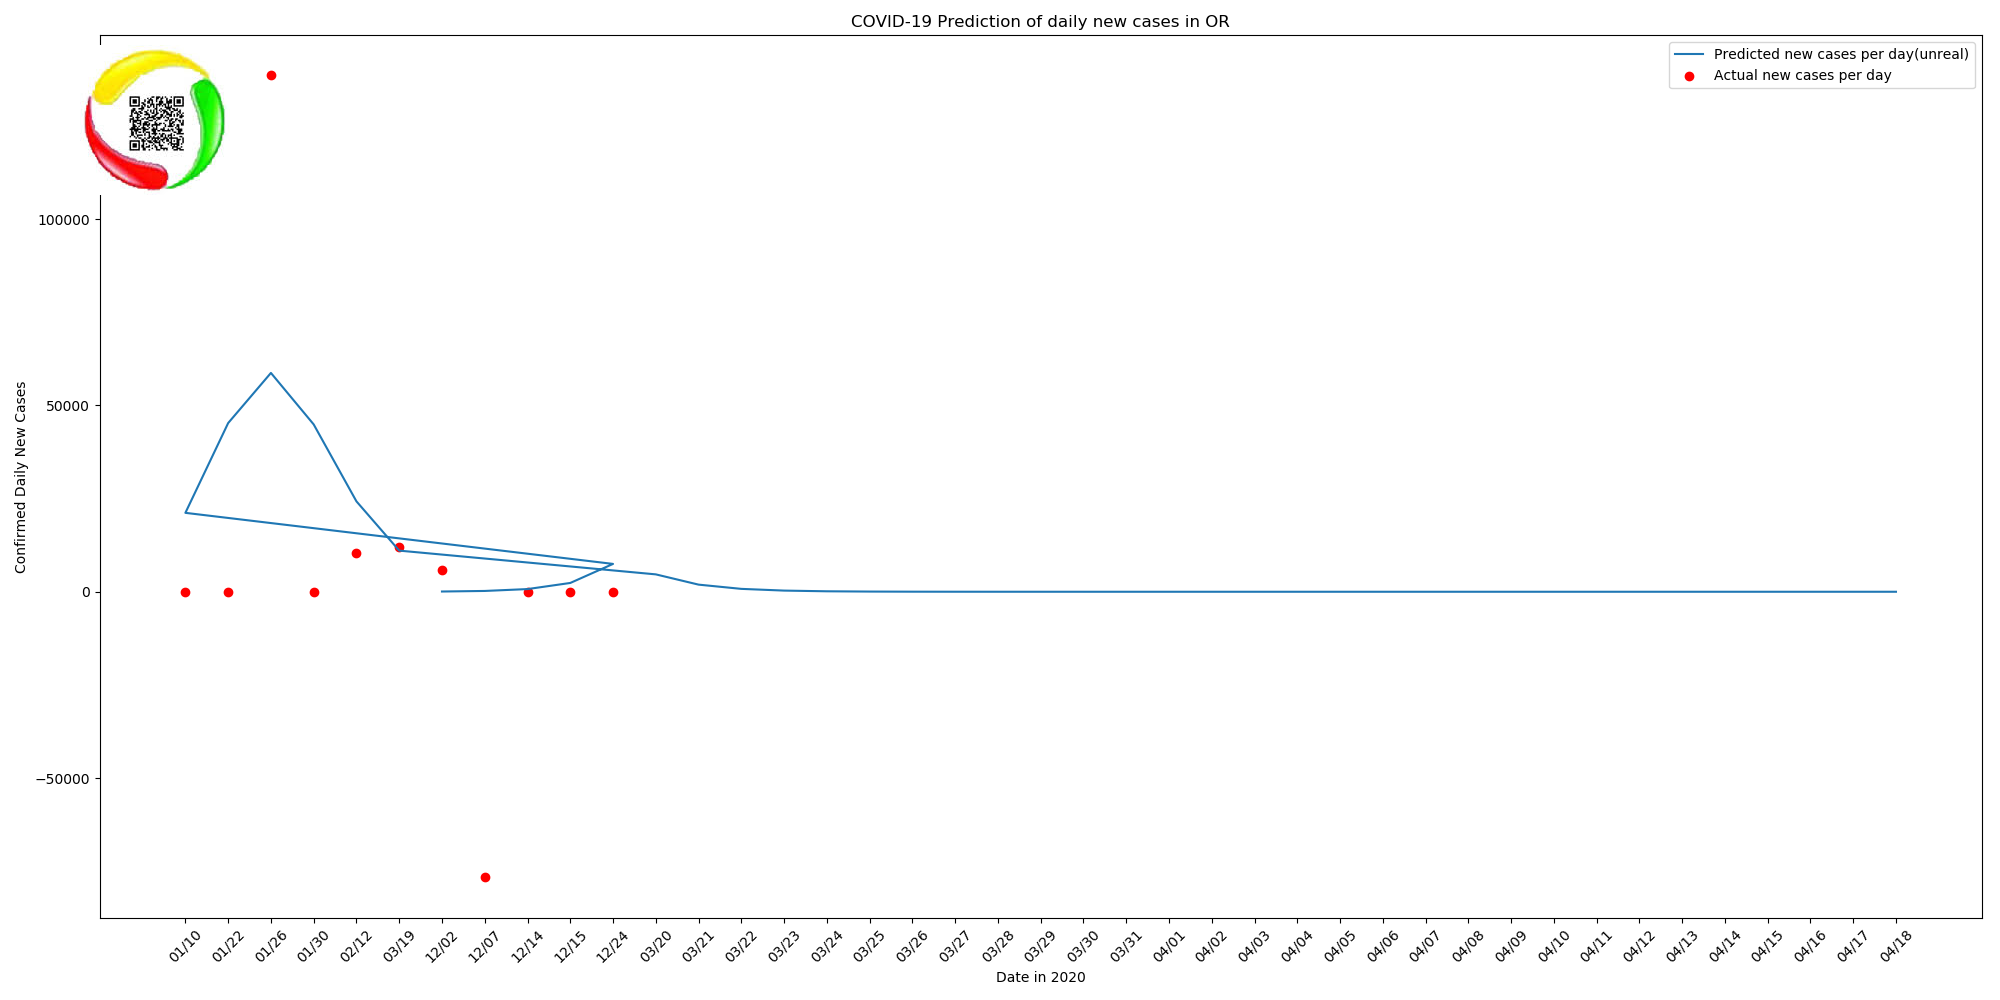 COVID-19 Prediction of daily new cases in OR
Predicted new cases per day(unreal)
Actual new cases per day
100000
50000
0
−50000
Confirmed Daily New Cases
01/10 01/22 01/26 01/30 02/12 03/19 12/02 12/07 12/14 12/15 12/24 03/20 03/21 03/22 03/23 03/24 03/25 03/26 03/27 03/28 03/29 03/30 03/31 04/01 04/02 04/03 04/04 04/05 04/06 04/07 04/08 04/09 04/10 04/11 04/12 04/13 04/14 04/15 04/16 04/17 04/18
Date in 2020